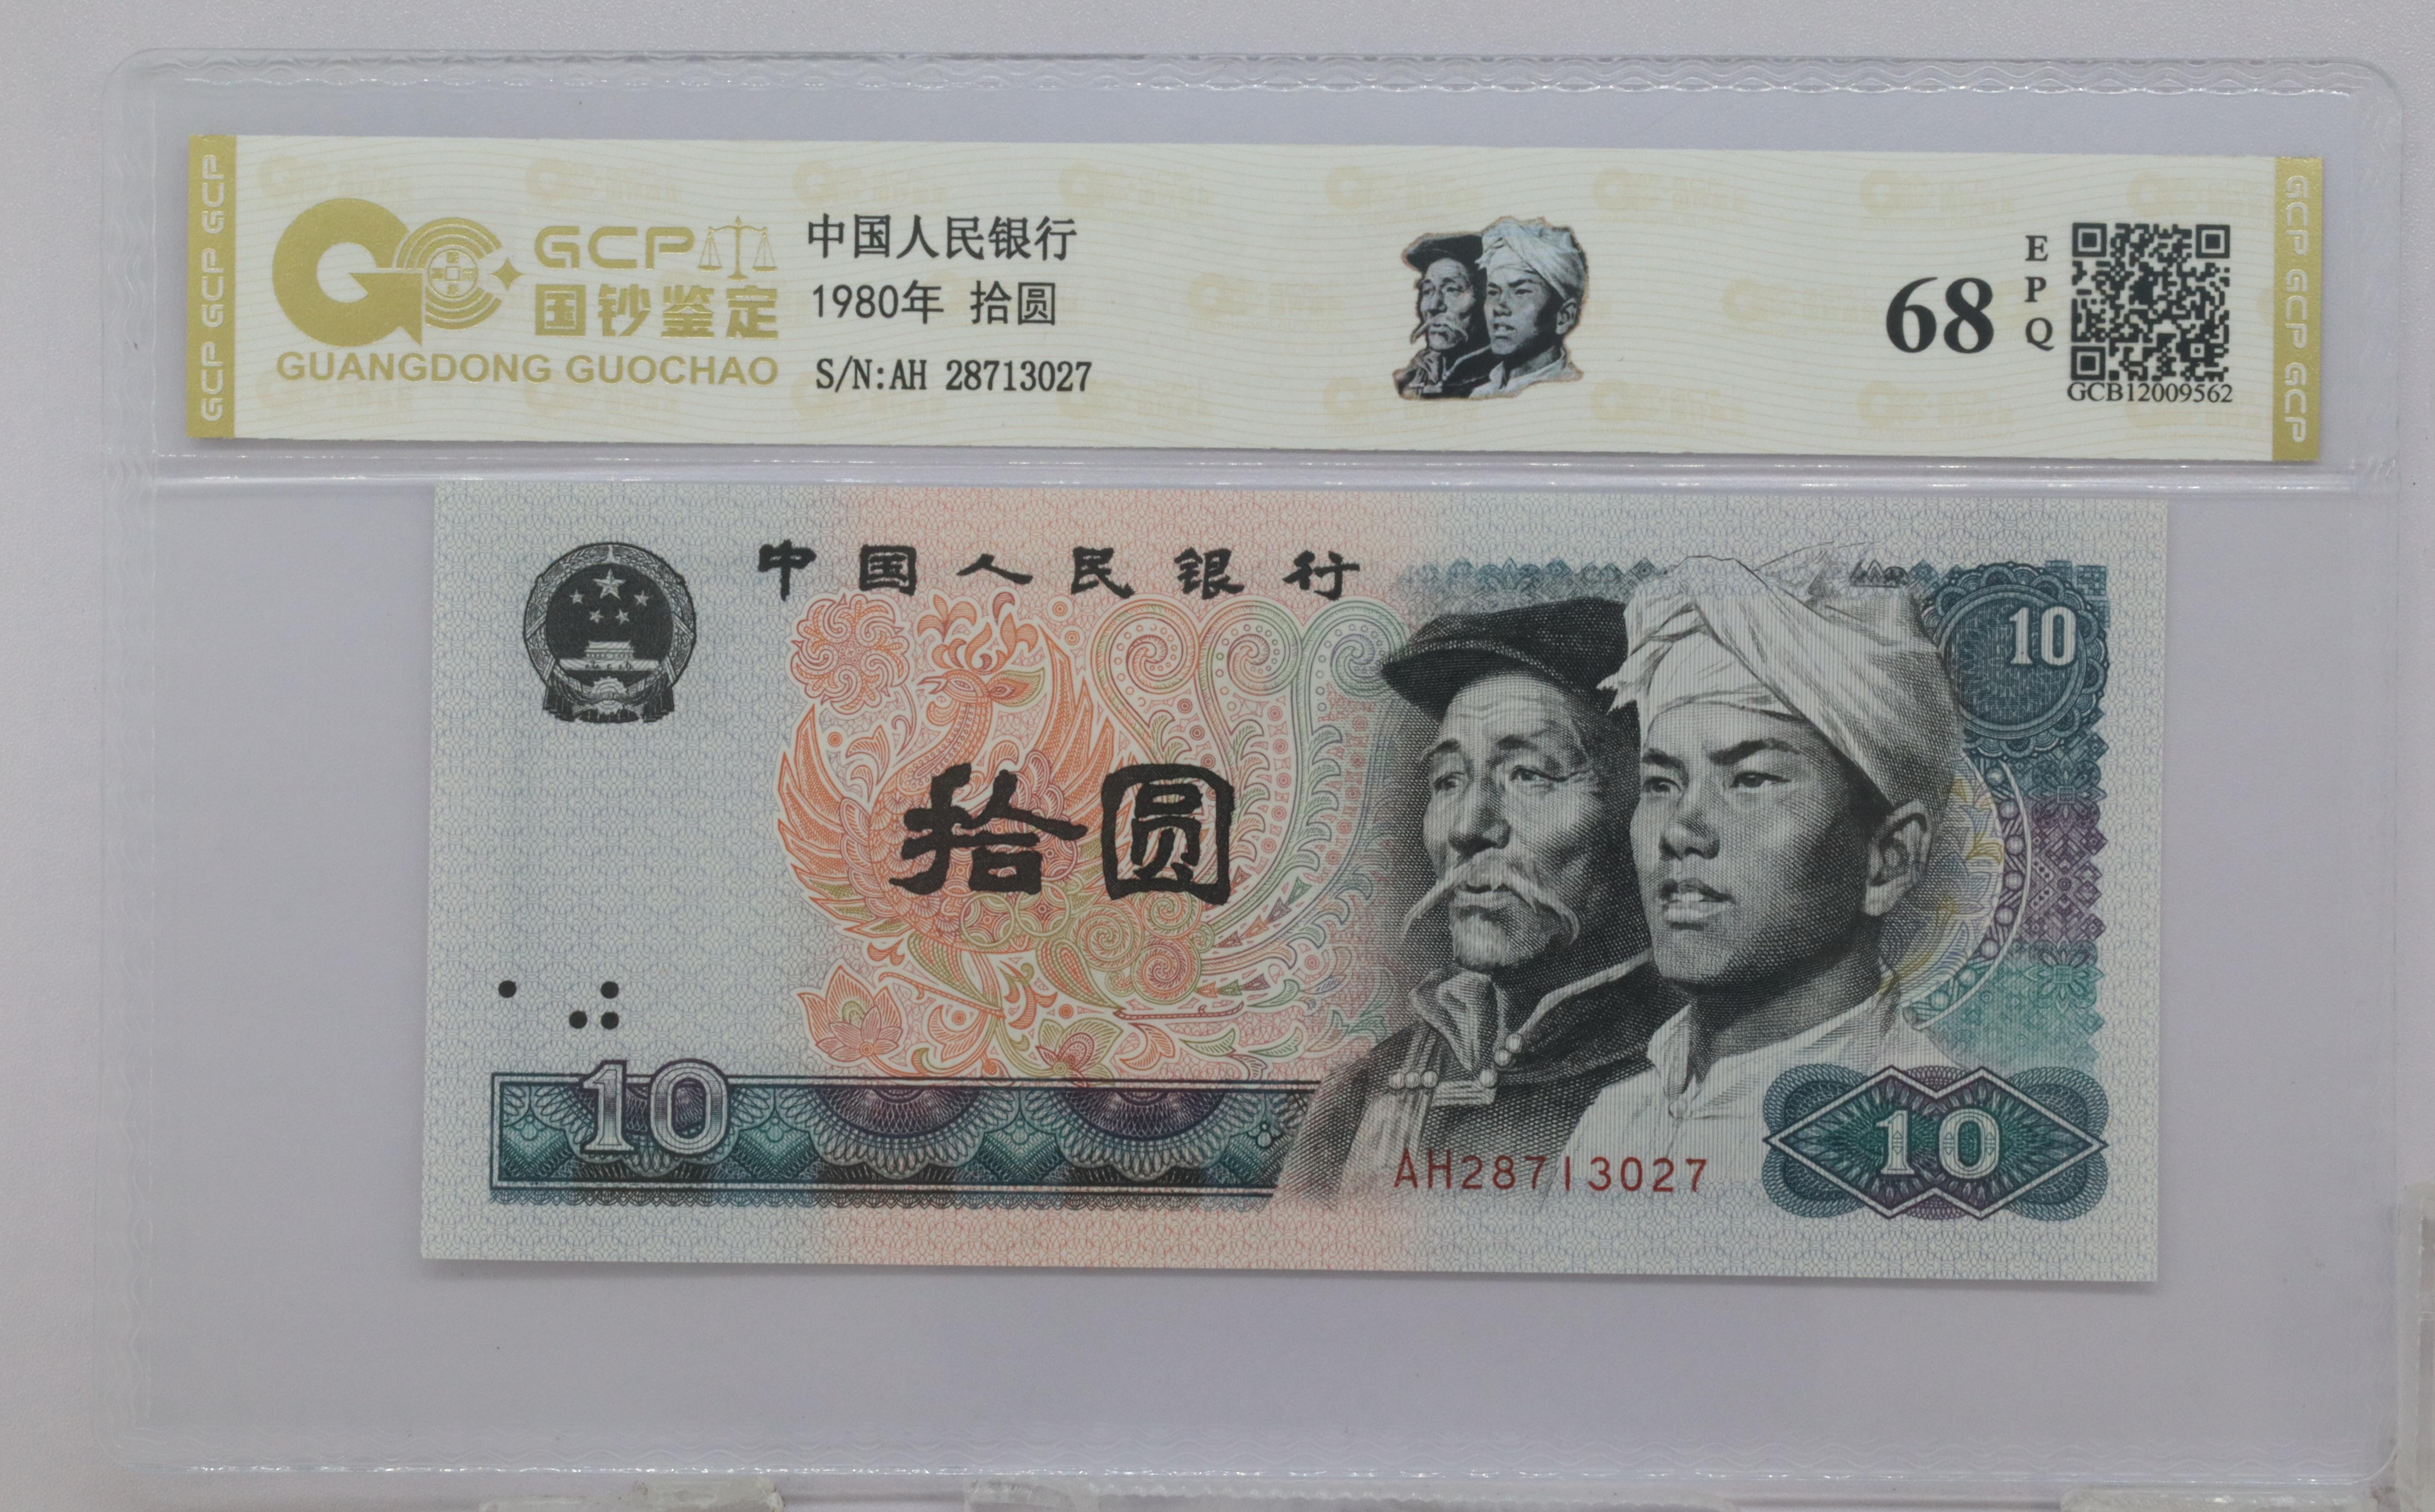 GCP GCP GCP
GCP
国钞鉴定
GUANGDONG GUOCHAO
中国人民银行
1980年 拾圆
S/N:AH 28713027
68
EPQ
GCB12009562
GCP GCP GCP
中国人民银行
10
拾圆
10
AH28713027
10